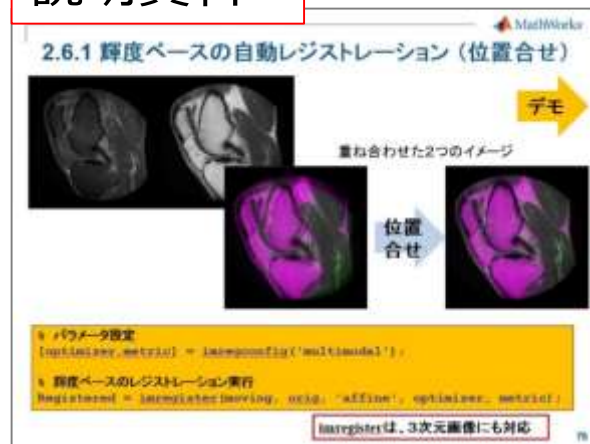 MathWorks
2.6.1 輝度ベースの自動レジストレーション (位置合せ)
デモ
重ね合わせた2つのイメージ
位置
合せ
% パラメータ設定
[optimizer,metric] = imregconfig('multimodal');
% 輝度ベースのレジストレーション実行
Registered = imregister(moving, orig, 'affine', optimizer, metric);
imregisterは、3次元画像にも対応